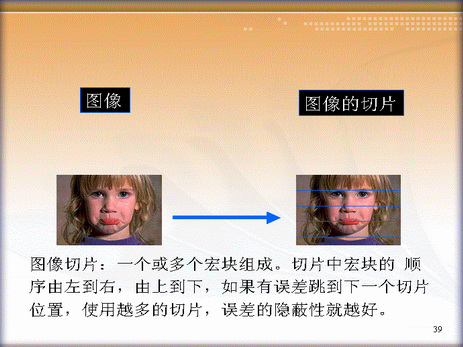 图像
图像的切片
图像切片：一个或多个宏块组成。切片中宏块的 顺
序由左到右，由上到下，如果有误差跳到下一个切片
位置，使用越多的切片，误差的隐蔽性就越好。
39